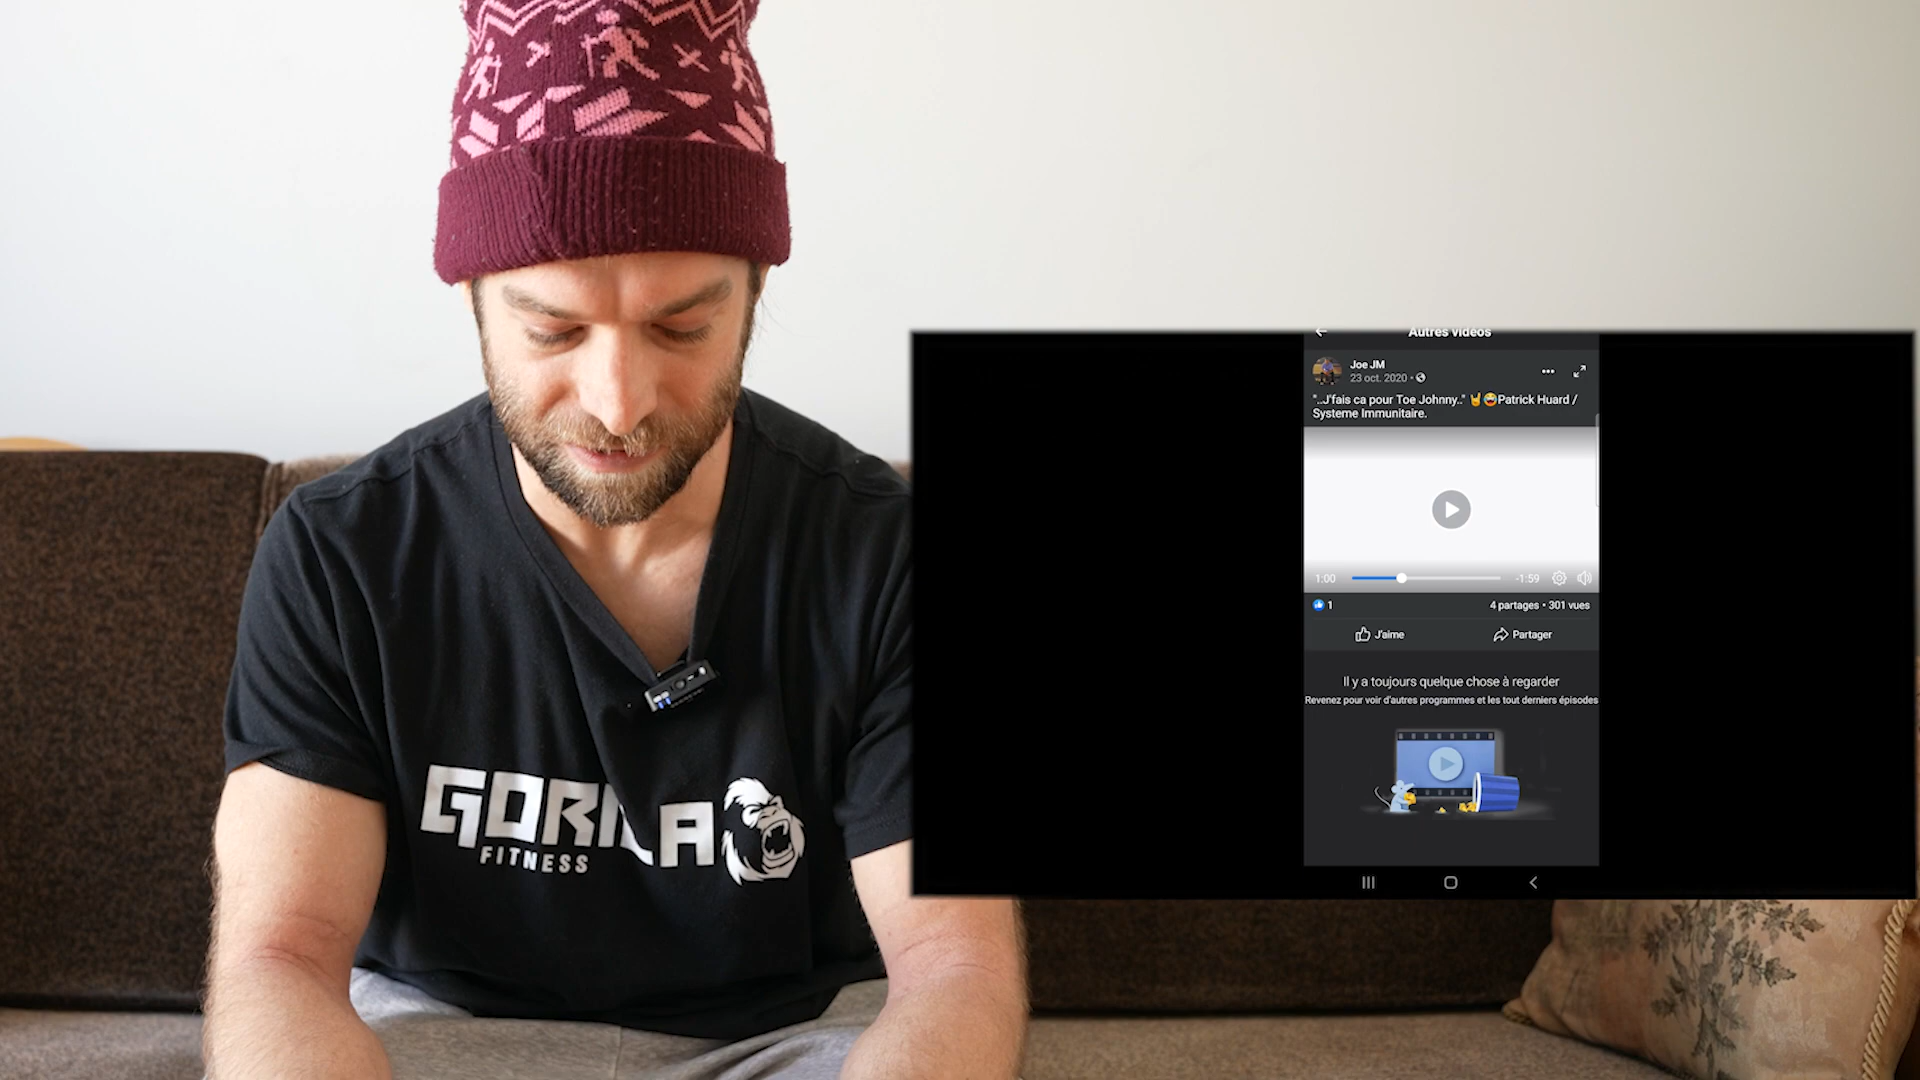 GORILLA
FITNESS
Autres vidéos
Joe JM
23 oct. 2020 •
"..J'fais ca pour Toe Johnny.." 🤘😂Patrick Huard /
Systeme Immunitaire.
1:00
-1:59
1
4 partages • 301 vues
J'aime
Partager
Il y a toujours quelque chose à regarder
Revenez pour voir d'autres programmes et les tout derniers épisodes